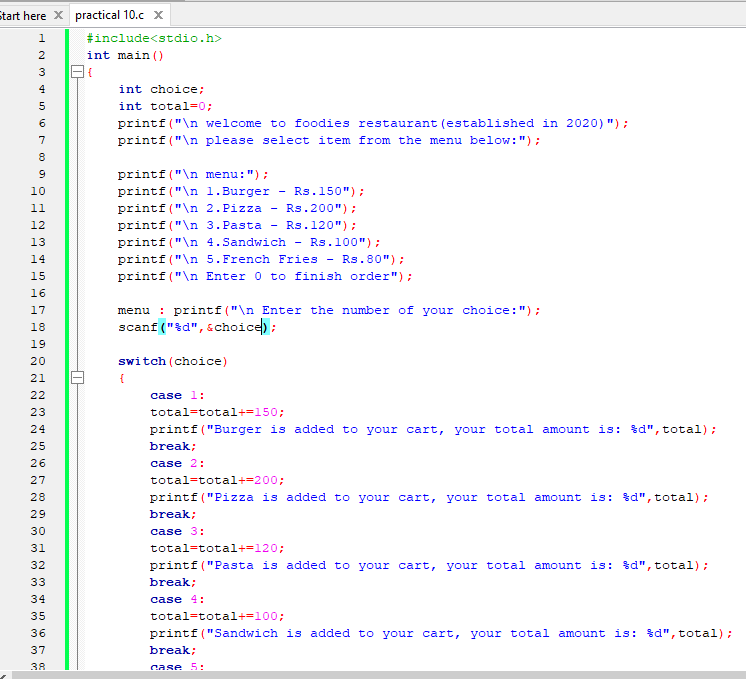 Start here X practical 10.c X
1 #include<stdio.h>
2 int main()
3 {
4 int choice;
5 int total=0;
6 printf("\n welcome to foodies restaurant(established in 2020)");
7 printf("\n please select item from the menu below:");
8
9 printf("\n menu:");
10 printf("\n 1.Burger - Rs.150");
11 printf("\n 2.Pizza - Rs.200");
12 printf("\n 3.Pasta - Rs.120");
13 printf("\n 4.Sandwich - Rs.100");
14 printf("\n 5.French Fries - Rs.80");
15 printf("\n Enter 0 to finish order");
16
17 menu : printf("\n Enter the number of your choice:");
18 scanf("%d",&choice);
19
20 switch(choice)
21 {
22 case 1:
23 total=total+=150;
24 printf("Burger is added to your cart, your total amount is: %d",total);
25 break;
26 case 2:
27 total=total+=200;
28 printf("Pizza is added to your cart, your total amount is: %d",total);
29 break;
30 case 3:
31 total=total+=120;
32 printf("Pasta is added to your cart, your total amount is: %d",total);
33 break;
34 case 4:
35 total=total+=100;
36 printf("Sandwich is added to your cart, your total amount is: %d",total);
37 break;
38 case 5: